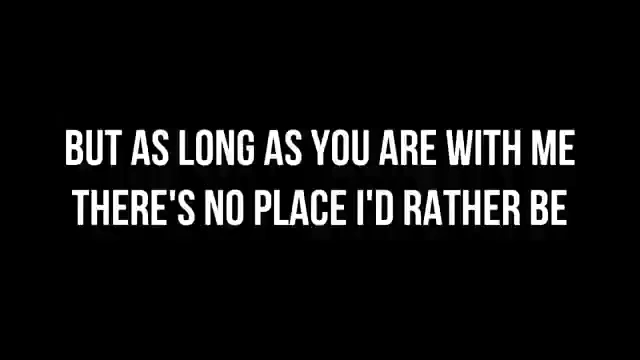 BUT AS LONG AS YOU ARE WITH ME
THERE'S NO PLACE I'D RATHER BE